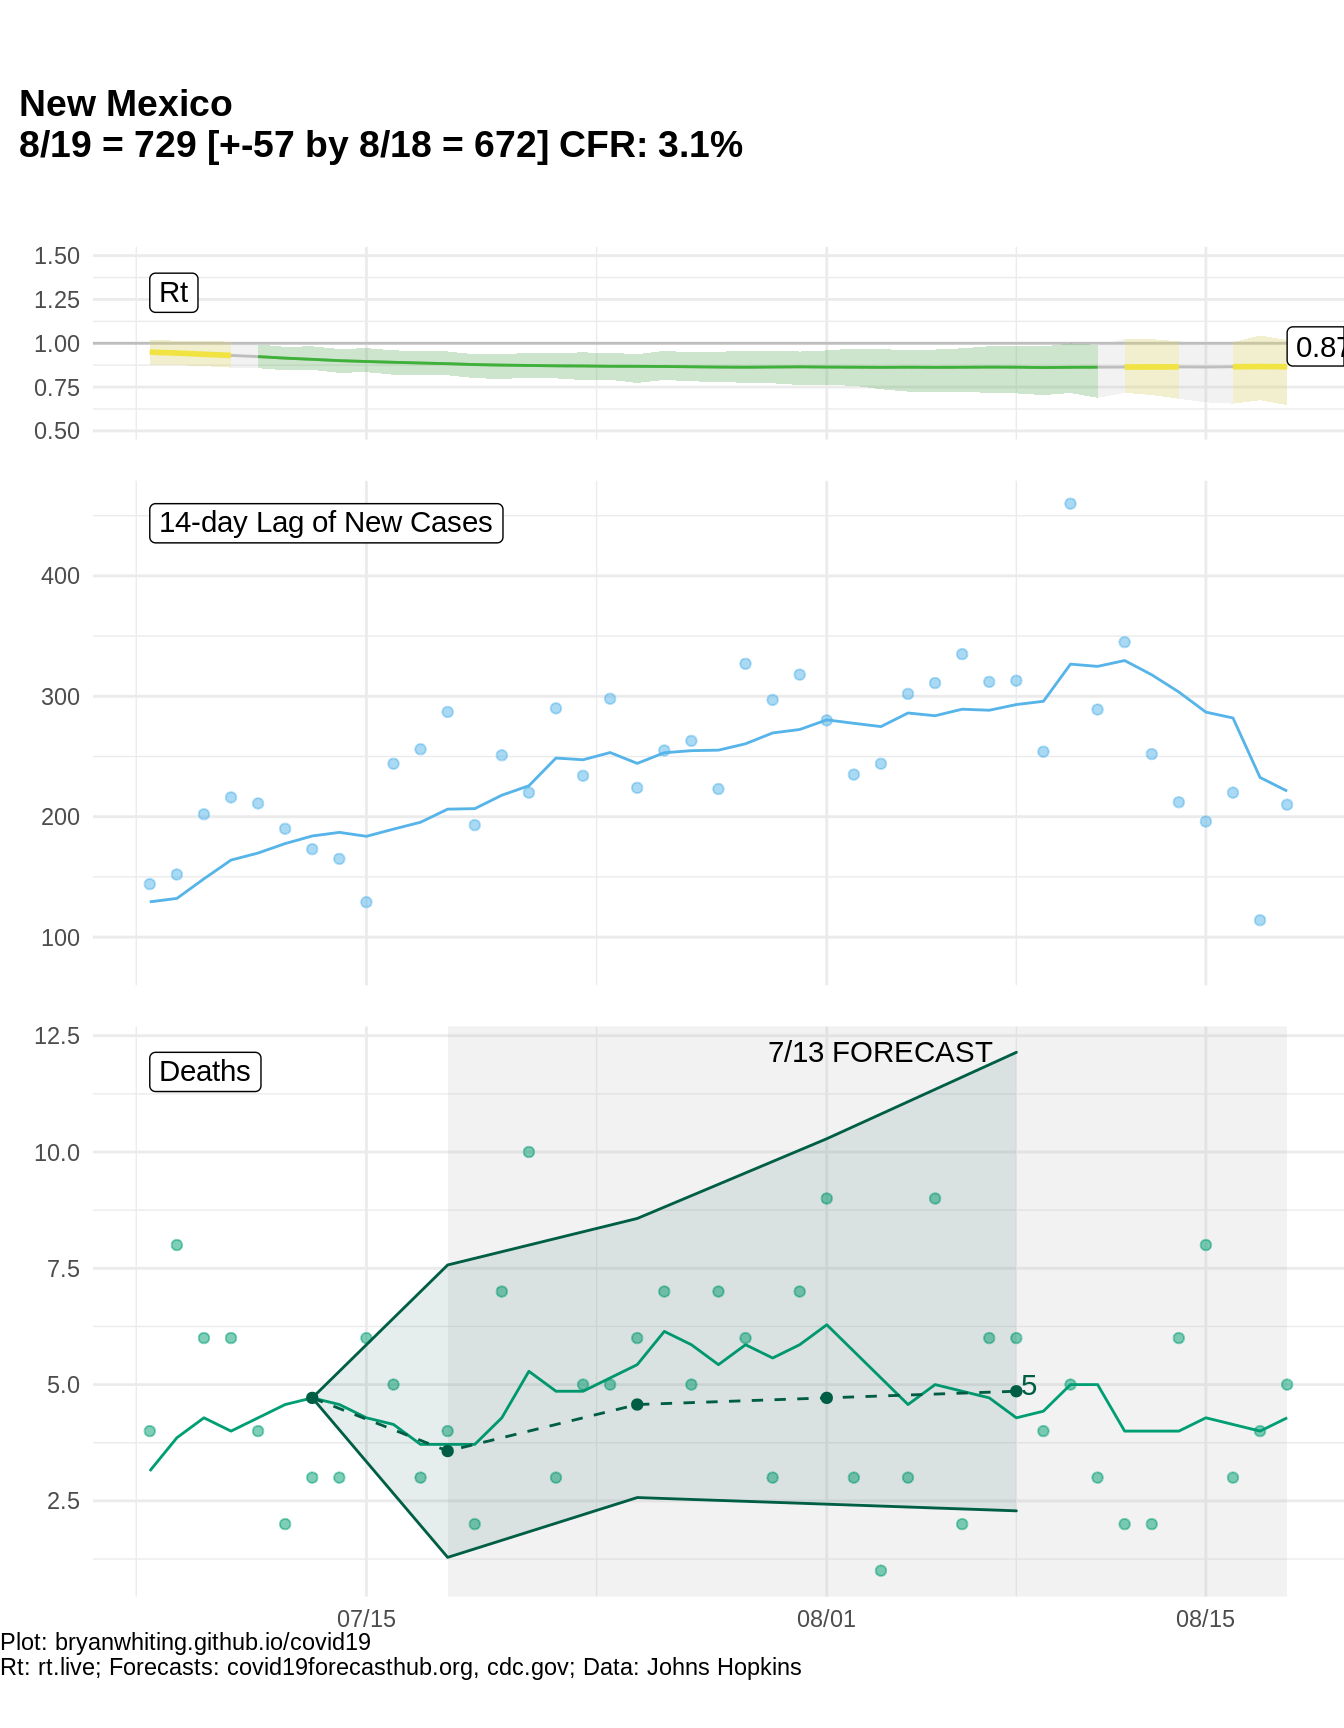 New Mexico
8/19 = 729 [+-57 by 8/18 = 672] CFR: 3.1%
1.50
Rt
1.25
1.00
0.87
0.75
0.50
14-day Lag of New Cases
400
300
200
100
12.5
7/13 FORECAST
Deaths
10.0
7.5
5.0
5
2.5
07/15
08/01
08/15
Plot: bryanwhiting.github.io/covid19
Rt: rt.live; Forecasts: covid19forecasthub.org, cdc.gov; Data: Johns Hopkins